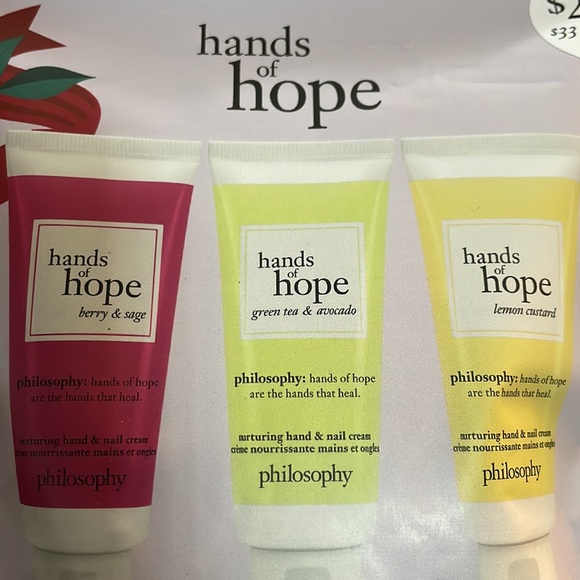 $33
hands
of
hope
hands
of
hope
berry & sage
philosophy: hands of hope
are the hands that heal.
nurturing hand & nail cream
crème nourrissante mains et ongles
philosophy
hands
of
hope
green tea & avocado
philosophy: hands of hope
are the hands that heal.
nurturing hand & nail cream
crème nourrissante mains et ongles
philosophy
hands
of
hope
lemon custard
philosophy: hands of hope
are the hands that heal.
nurturing hand & nail cream
crème nourrissante mains et ongles
philosophy